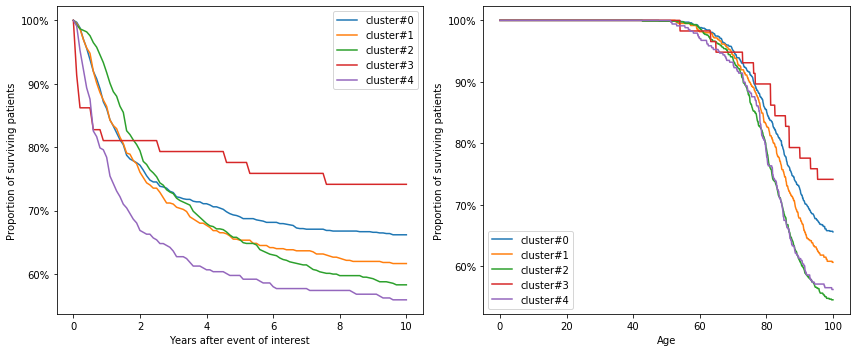 100%
90%
80%
70%
60%
Proportion of surviving patients
0
2
4
6
8
10
Years after event of interest
cluster#0
cluster#1
cluster#2
cluster#3
cluster#4
100%
90%
80%
70%
60%
Proportion of surviving patients
cluster#0
cluster#1
cluster#2
cluster#3
cluster#4
0
20
40
60
80
100
Age